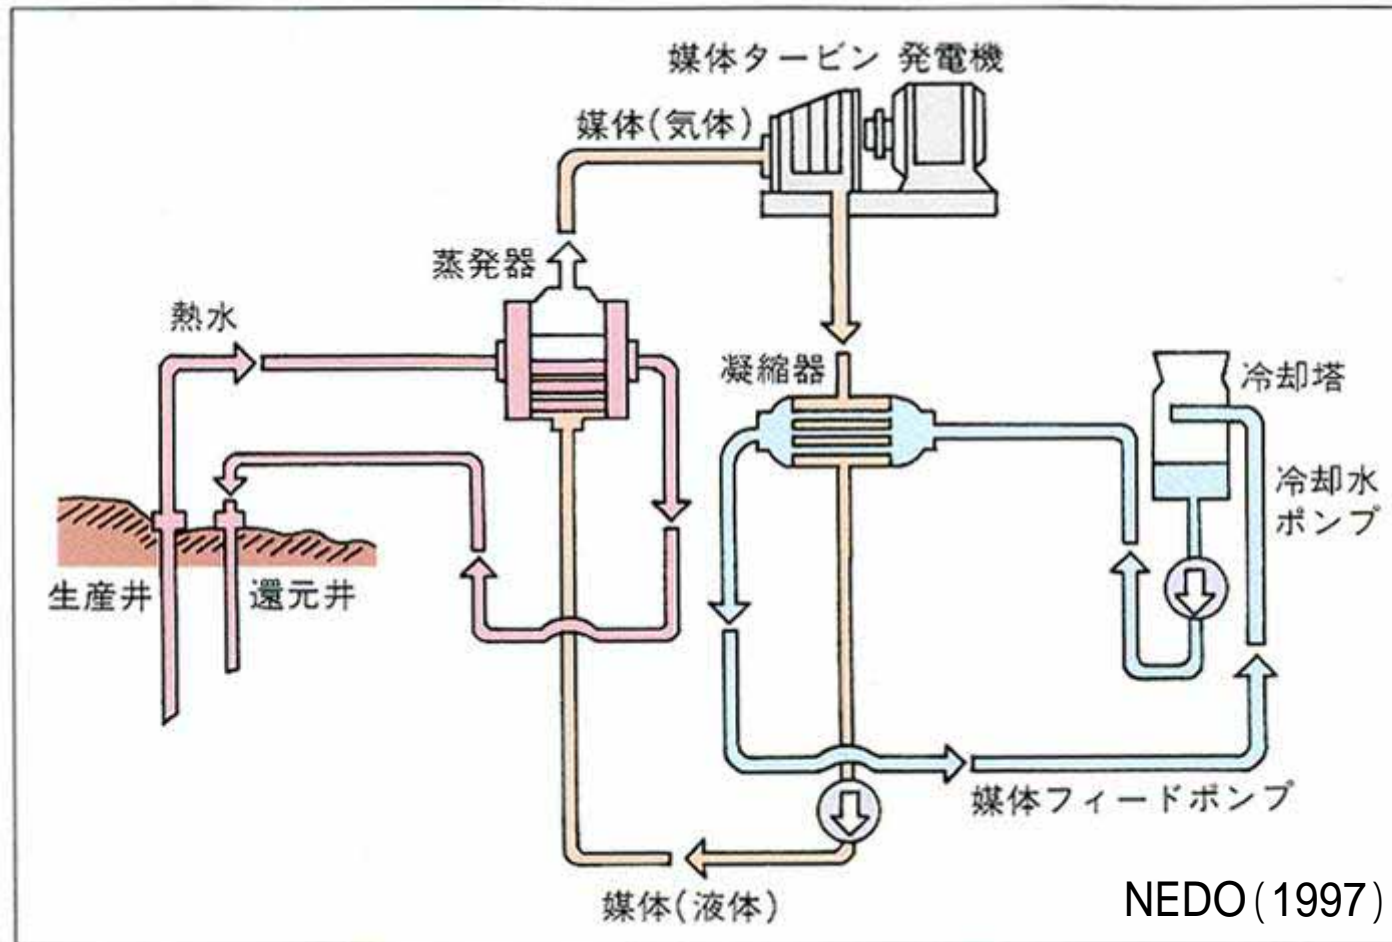 媒体タービン 発電機
媒体(気体)
蒸発器
熱水
凝縮器
冷却塔
冷却水
ポンプ
生産井
還元井
媒体フィードポンプ
媒体(液体)
NEDO(1997)